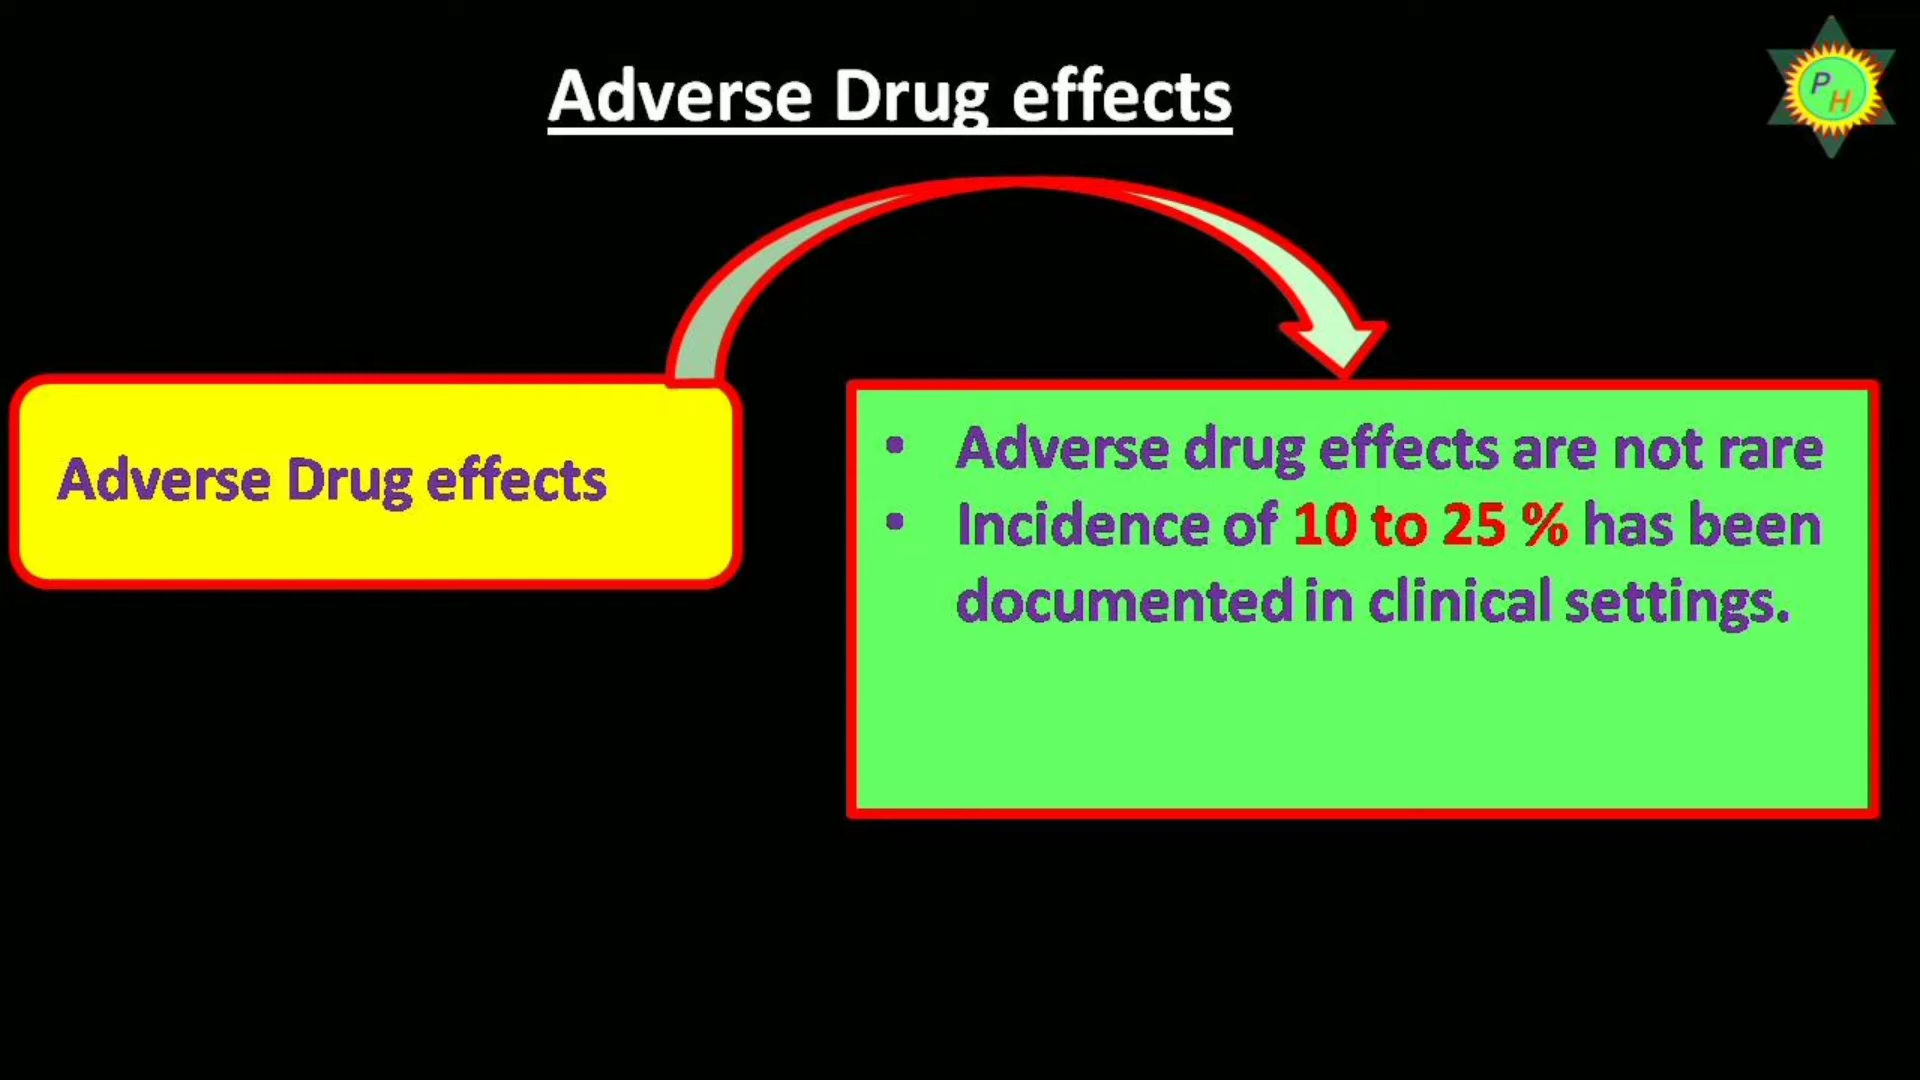 Adverse Drug effects
P
H
Adverse Drug effects
• Adverse drug effects are not rare
• Incidence of 10 to 25 % has been
documented in clinical settings.